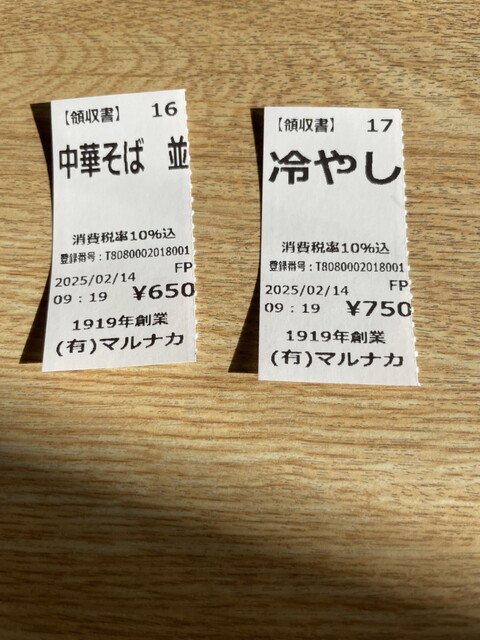 【領収書】 16
中華そば 並
消費税率10%込
登録番号：T8080002018001
2025/02/14 FP
09：19 ¥650
1919年創業
(有)マルナカ
【領収書】 17
冷やし
消費税率10%込
登録番号：T8080002018001
2025/02/14 FP
09：19 ¥750
1919年創業
(有)マルナカ